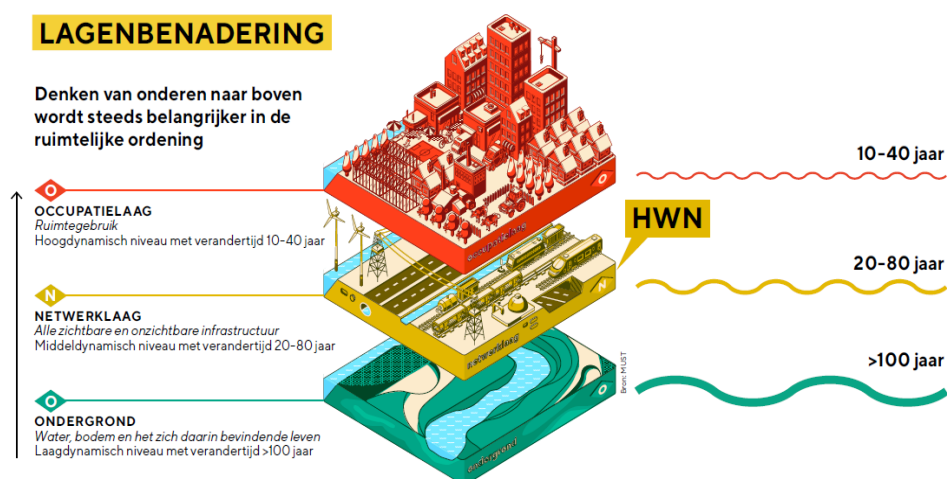 LAGENBENADERING
Denken van onderen naar boven
wordt steeds belangrijker in de
ruimtelijke ordening
O
OCCUPATIELAAG
Ruimtegebruik
Hoogdynamisch niveau met verandertijd 10-40 jaar
N
NETWERKLAAG
Alle zichtbare en onzichtbare infrastructuur
Middeldynamisch niveau met verandertijd 20-80 jaar
O
ONDERGROND
Water, bodem en het zich daarin bevindende leven
Laagdynamisch niveau met verandertijd >100 jaar
occupatielaag
O
netwerklaag
N
ondergrond
O
HWN
Bron: MUST
10-40 jaar
20-80 jaar
>100 jaar